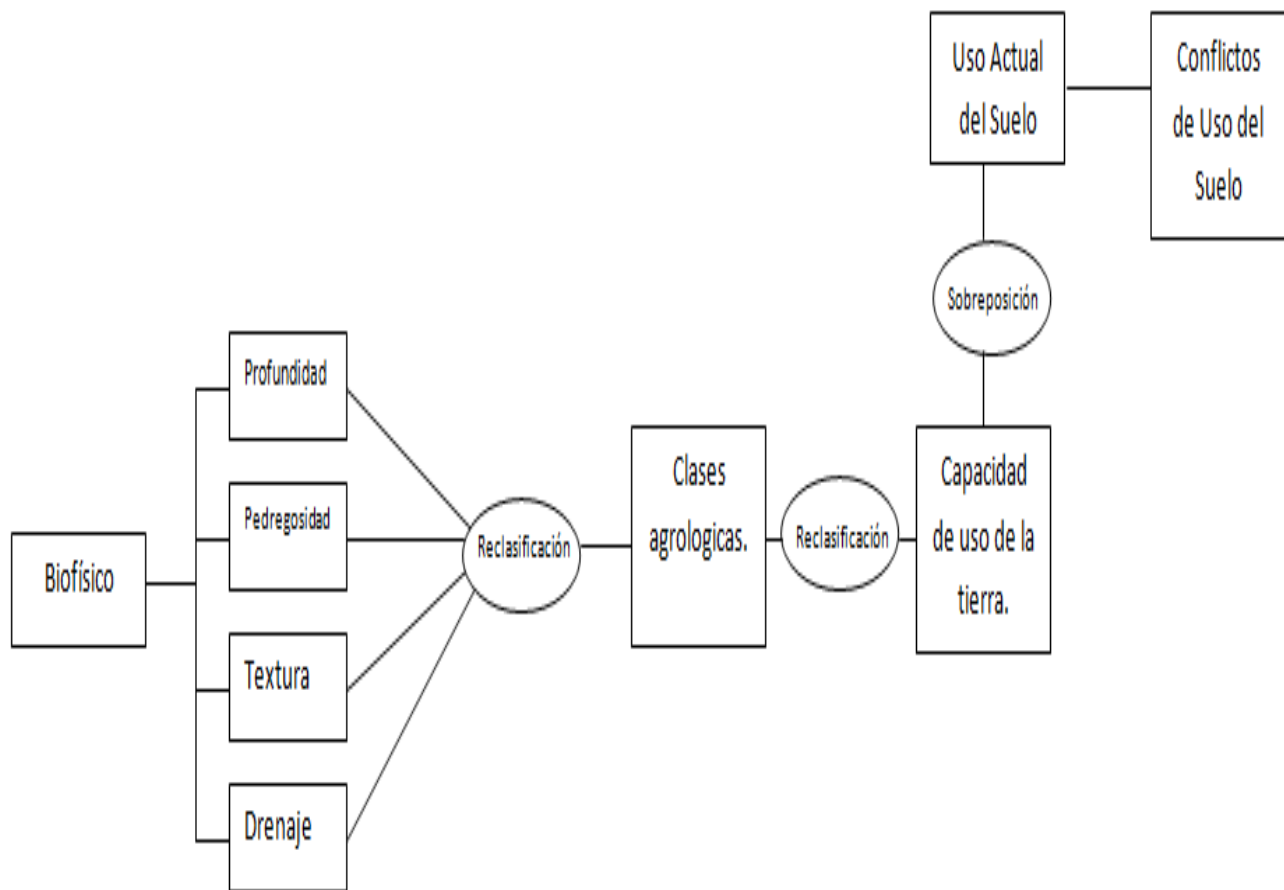 Uso Actual
del Suelo
Conflictos
de Uso del
Suelo
Sobreposición
Profundidad
Pedregosidad
Biofísico
Textura
Drenaje
Reclasificación
Clases
agrologicas.
Reclasificación
Capacidad
de uso de la
tierra.